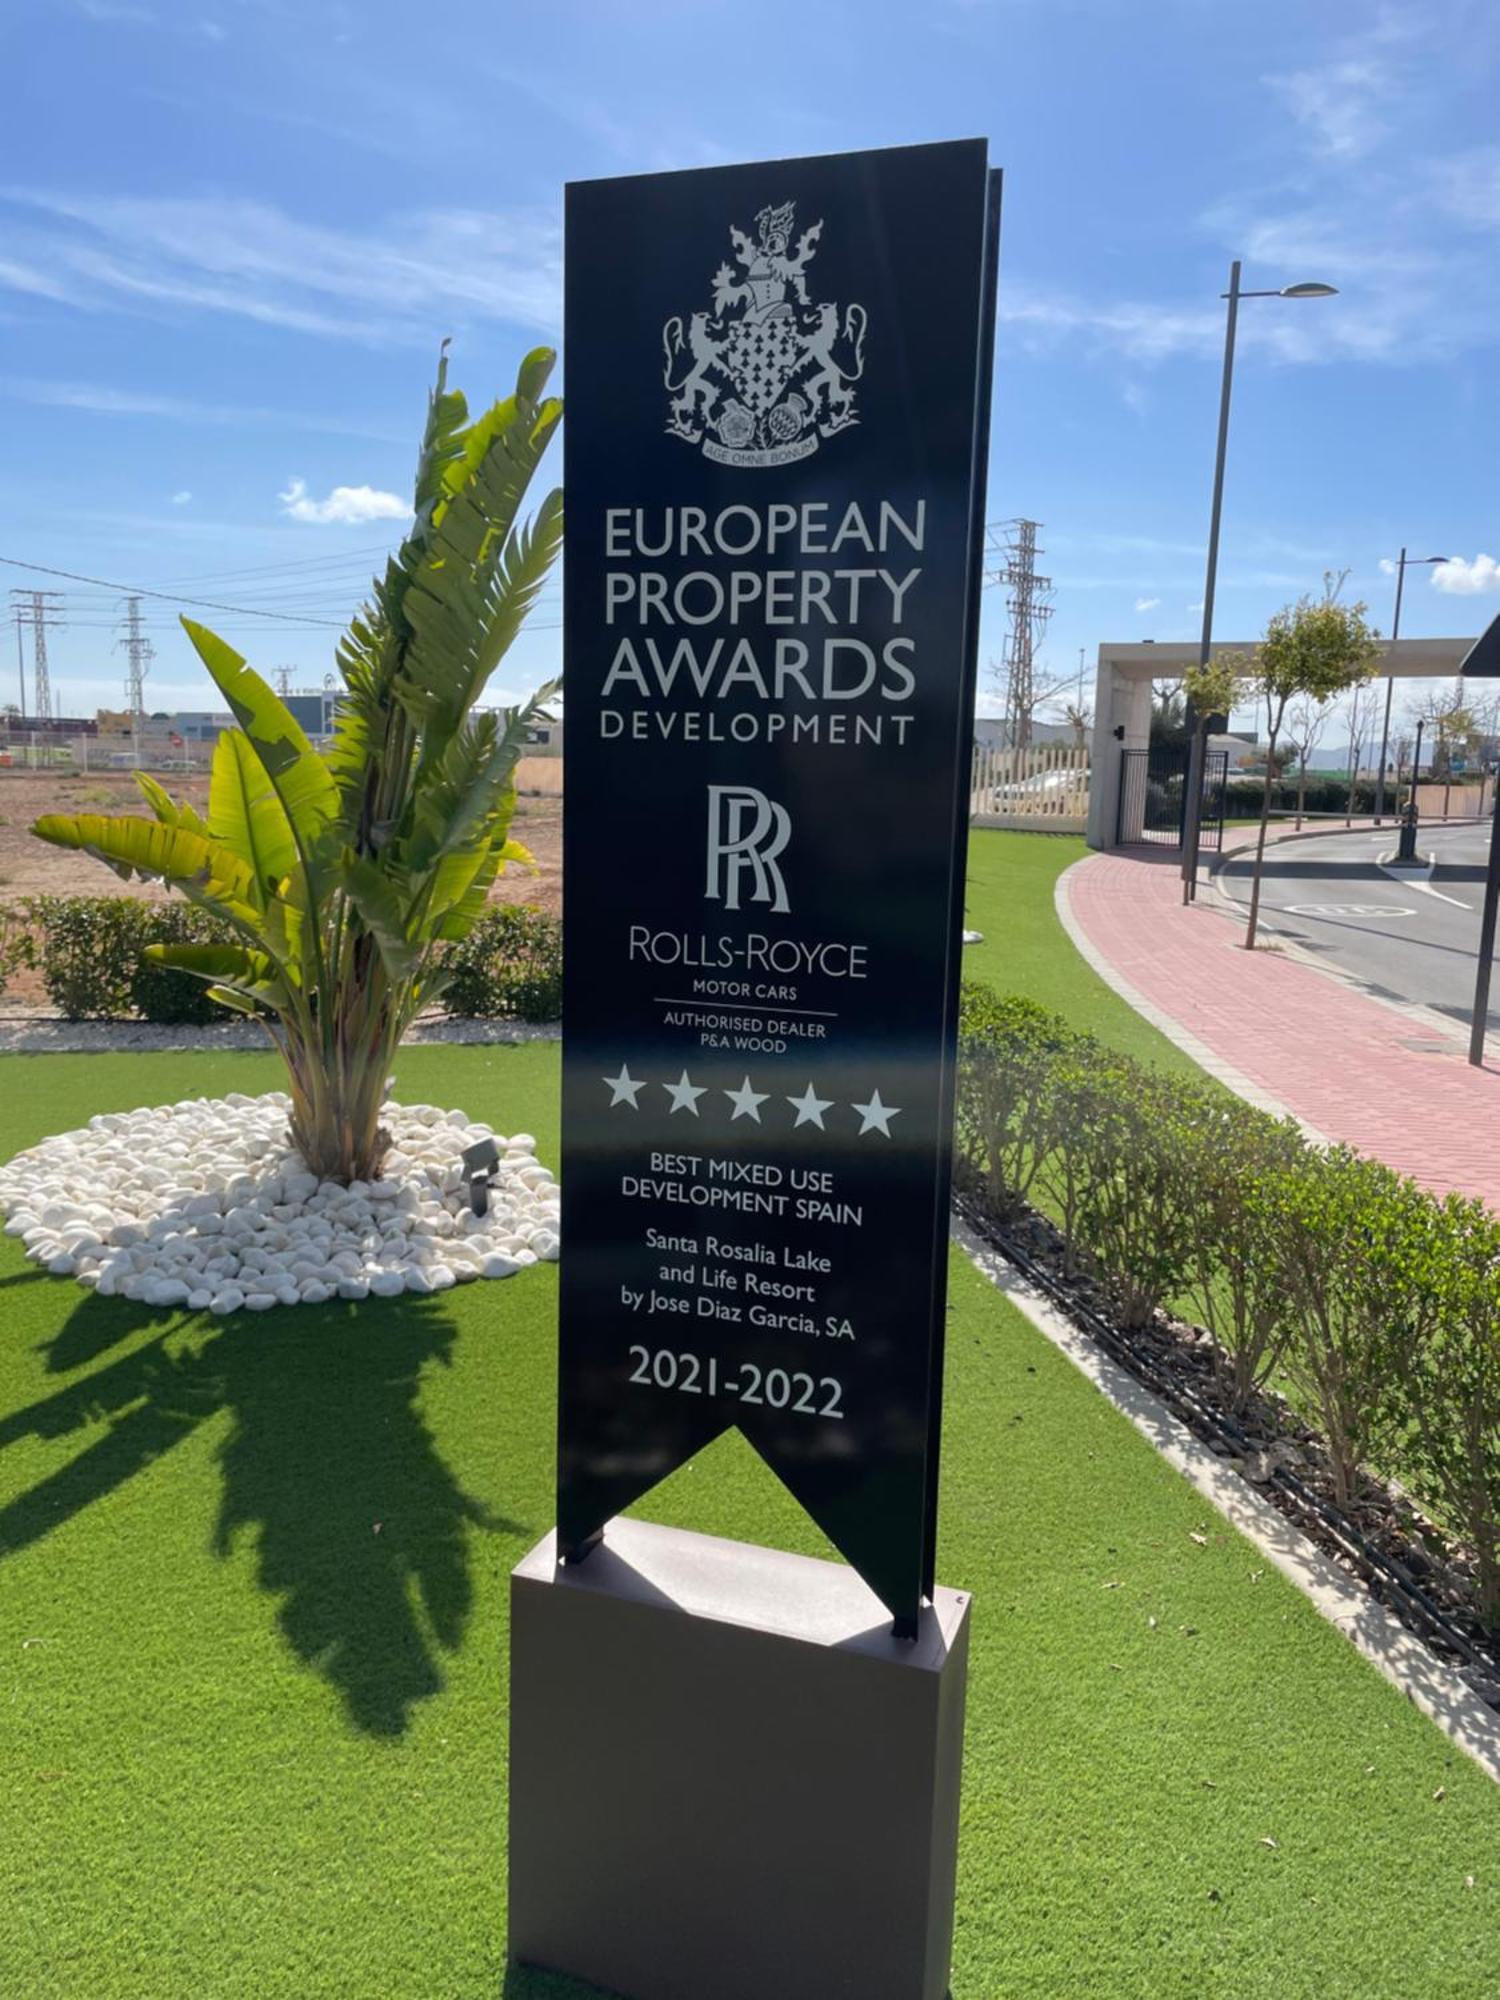 AGE OMNE BONUM
EUROPEAN
PROPERTY
AWARDS
DEVELOPMENT
RR
ROLLS-ROYCE
MOTOR CARS
AUTHORISED DEALER
P&A WOOD
BEST MIXED USE
DEVELOPMENT SPAIN
Santa Rosalia Lake
and Life Resort
by Jose Diaz Garcia, SA
2021-2022